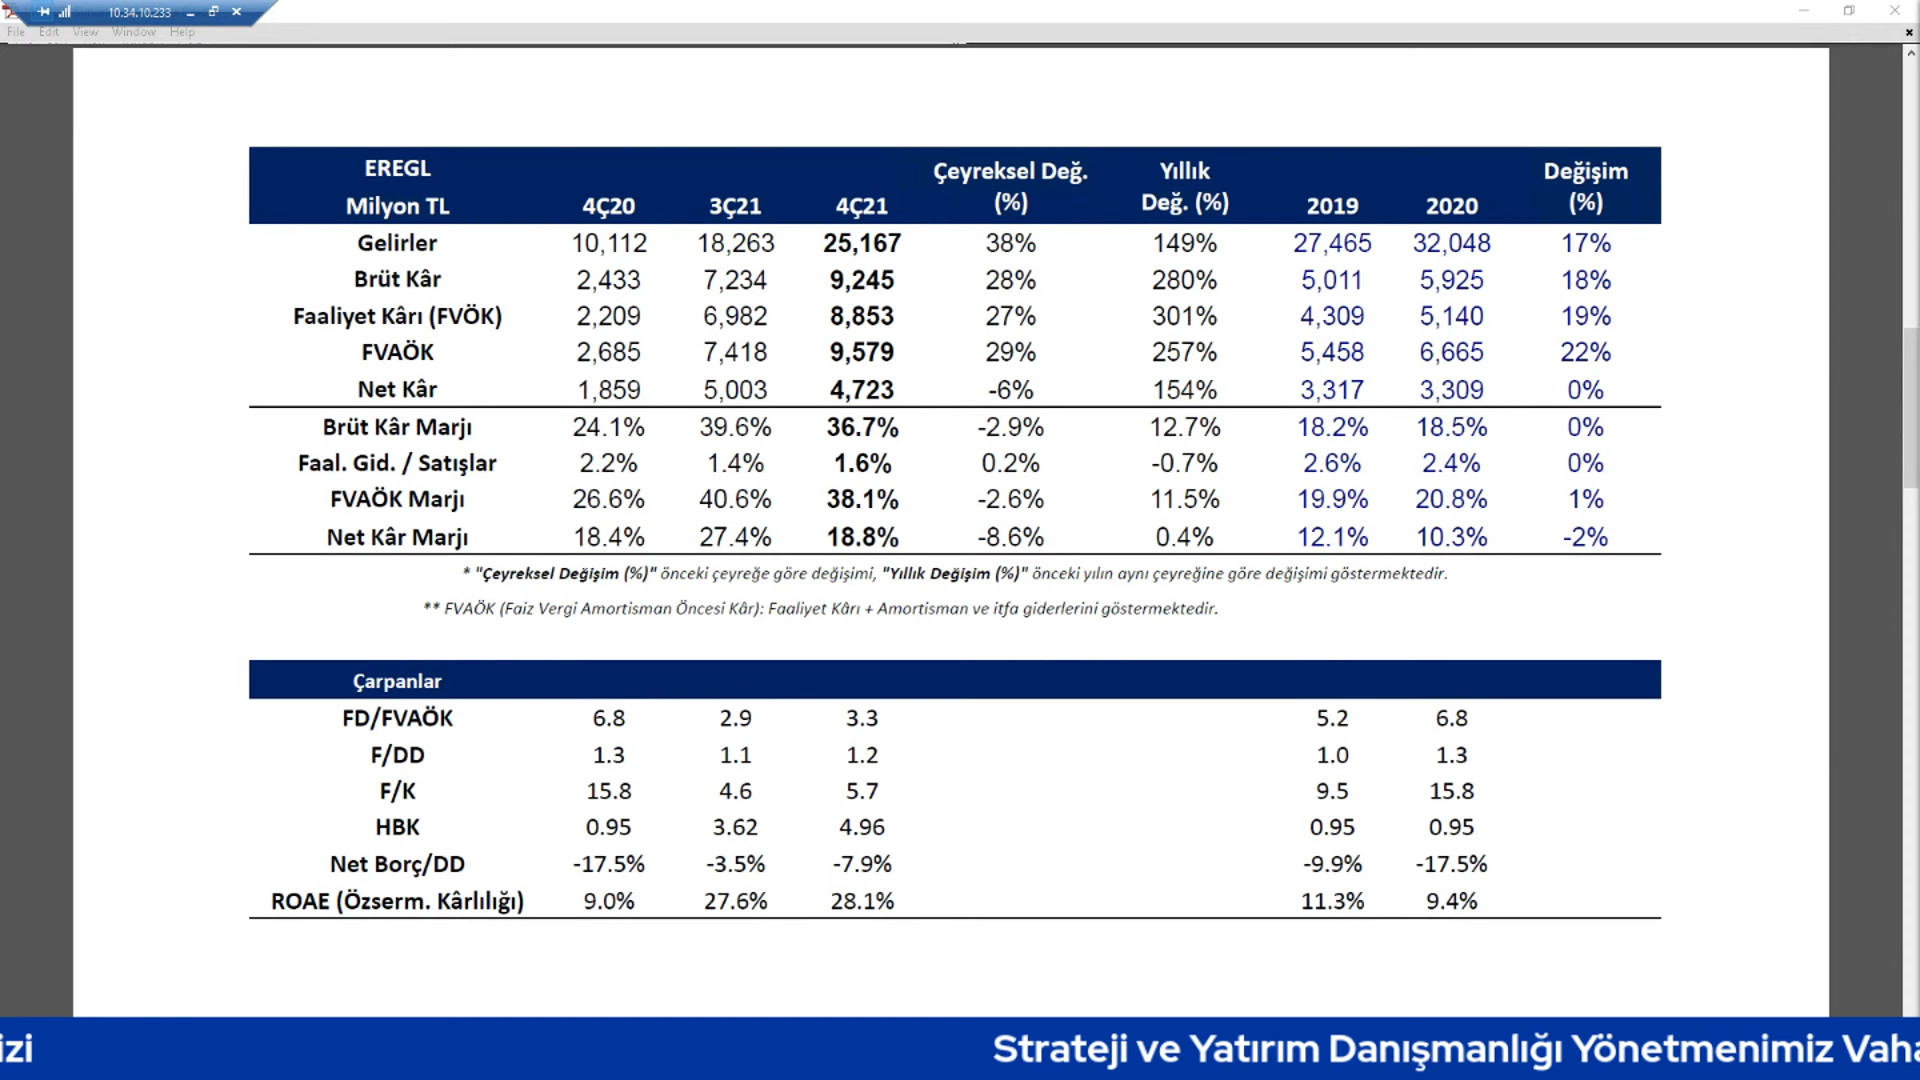 10.34.10.233
File Edit View Window Help
EREGL Çeyreksel Değ. Yıllık Değişim
Milyon TL 4Ç20 3Ç21 4Ç21 (%) Değ. (%) 2019 2020 (%)
Gelirler 10,112 18,263 25,167 38% 149% 27,465 32,048 17%
Brüt Kâr 2,433 7,234 9,245 28% 280% 5,011 5,925 18%
Faaliyet Kârı (FVÖK) 2,209 6,982 8,853 27% 301% 4,309 5,140 19%
FVAÖK 2,685 7,418 9,579 29% 257% 5,458 6,665 22%
Net Kâr 1,859 5,003 4,723 -6% 154% 3,317 3,309 0%
Brüt Kâr Marjı 24.1% 39.6% 36.7% -2.9% 12.7% 18.2% 18.5% 0%
Faal. Gid. / Satışlar 2.2% 1.4% 1.6% 0.2% -0.7% 2.6% 2.4% 0%
FVAÖK Marjı 26.6% 40.6% 38.1% -2.6% 11.5% 19.9% 20.8% 1%
Net Kâr Marjı 18.4% 27.4% 18.8% -8.6% 0.4% 12.1% 10.3% -2%
* "Çeyreksel Değişim (%)" önceki çeyreğe göre değişimi, "Yıllık Değişim (%)" önceki yılın aynı çeyreğine göre değişimi göstermektedir.
** FVAÖK (Faiz Vergi Amortisman Öncesi Kâr): Faaliyet Kârı + Amortisman ve itfa giderlerini göstermektedir.
Çarpanlar
FD/FVAÖK 6.8 2.9 3.3 5.2 6.8
F/DD 1.3 1.1 1.2 1.0 1.3
F/K 15.8 4.6 5.7 9.5 15.8
HBK 0.95 3.62 4.96 0.95 0.95
Net Borç/DD -17.5% -3.5% -7.9% -9.9% -17.5%
ROAE (Özserm. Kârlılığı) 9.0% 27.6% 28.1% 11.3% 9.4%
izi Strateji ve Yatırım Danışmanlığı Yönetmenimiz Vaha